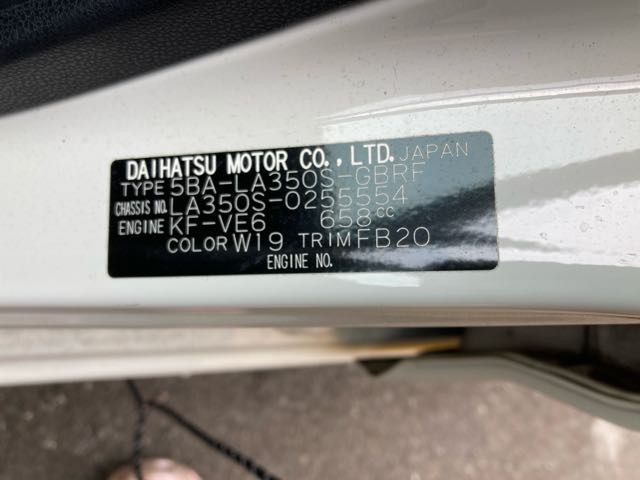 DAIHATSU MOTOR CO.,LTD. JAPAN
TYPE 5BA-LA350S-GBRF
CHASSIS NO. LA350S-0255554
ENGINE KF-VE6 658cc
COLOR W19 TRIM FB20
ENGINE NO.